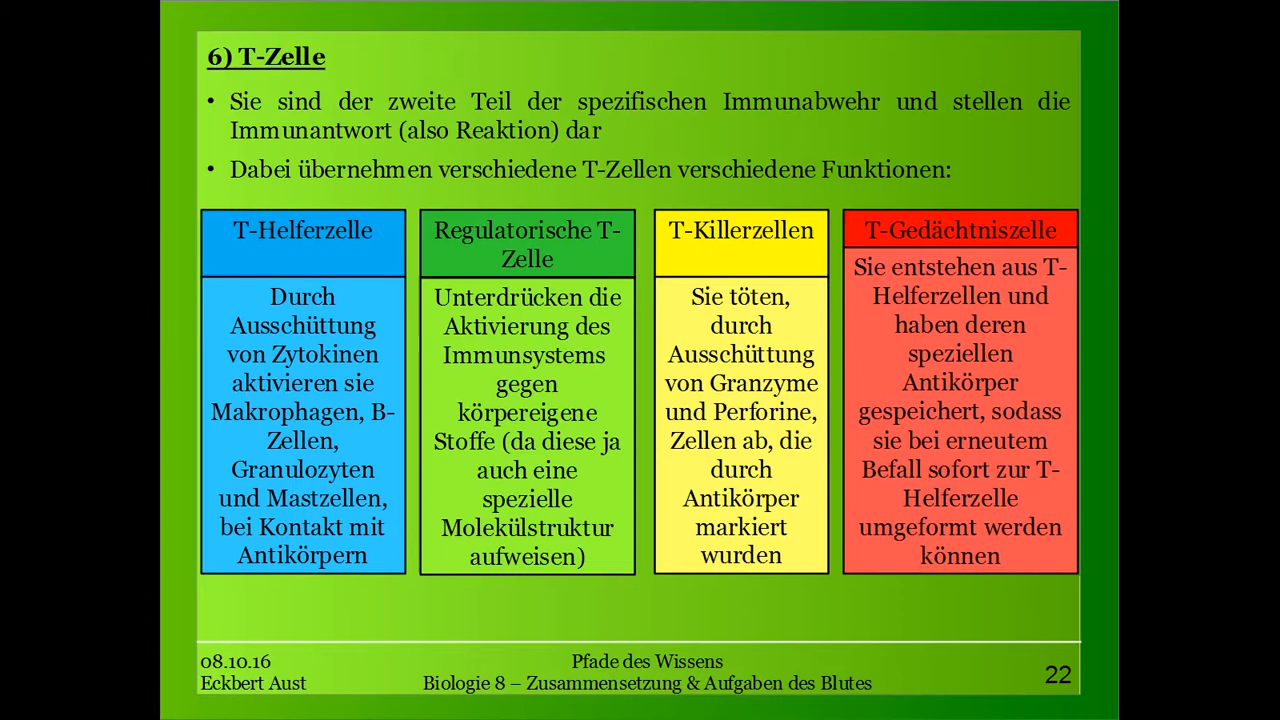 6) T-Zelle
• Sie sind der zweite Teil der spezifischen Immunabwehr und stellen die
Immunantwort (also Reaktion) dar
• Dabei übernehmen verschiedene T-Zellen verschiedene Funktionen:
T-Helferzelle
Durch
Ausschüttung
von Zytokinen
aktivieren sie
Makrophagen, B-
Zellen,
Granulozyten
und Mastzellen,
bei Kontakt mit
Antikörpern
Regulatorische T-
Zelle
Unterdrücken die
Aktivierung des
Immunsystems
gegen
körpereigene
Stoffe (da diese ja
auch eine
spezielle
Molekülstruktur
aufweisen)
T-Killerzellen
Sie töten,
durch
Ausschüttung
von Granzyme
und Perforine,
Zellen ab, die
durch
Antikörper
markiert
wurden
T-Gedächtniszelle
Sie entstehen aus T-
Helferzellen und
haben deren
speziellen
Antikörper
gespeichert, sodass
sie bei erneutem
Befall sofort zur T-
Helferzelle
umgeformt werden
können
08.10.16
Eckbert Aust
Pfade des Wissens
Biologie 8 – Zusammensetzung & Aufgaben des Blutes
22